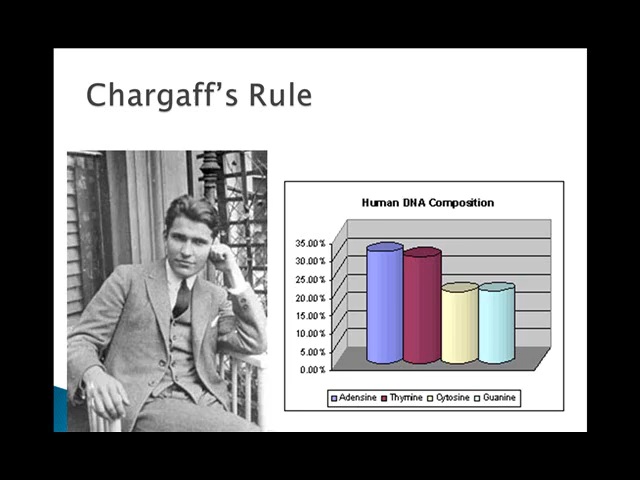 Chargaff's Rule
Human DNA Composition
35.00%
30.00%
25.00%
20.00%
15.00%
10.00%
5.00%
0.00%
Adensine Thymine Cytosine Guanine